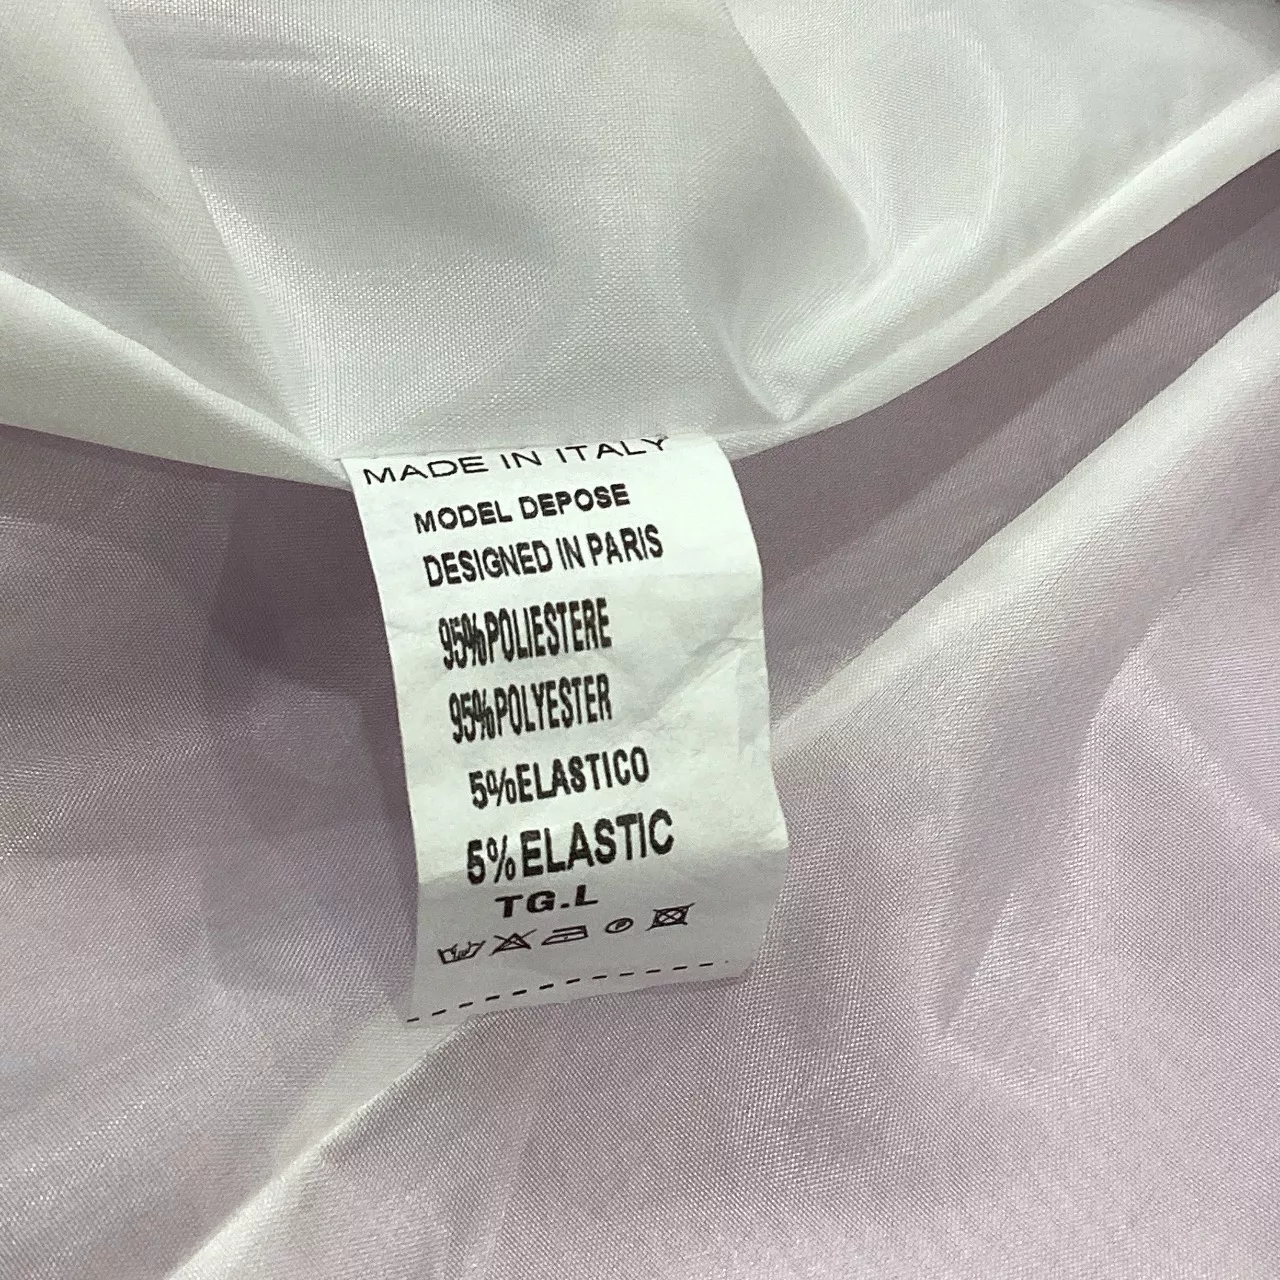 MADE IN ITALY
MODEL DEPOSE
DESIGNED IN PARIS
95%POLIESTERE
95%POLYESTER
5%ELASTICO
5%ELASTIC
TG.L